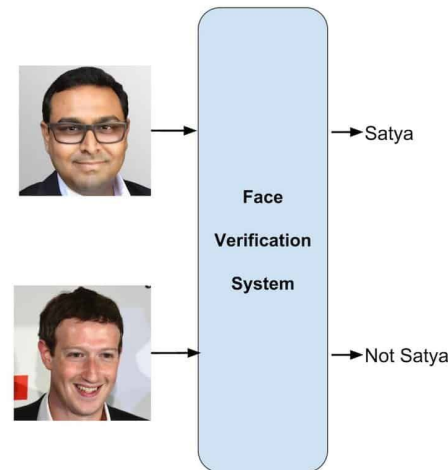 Satya
Face
Verification
System
Not Satya